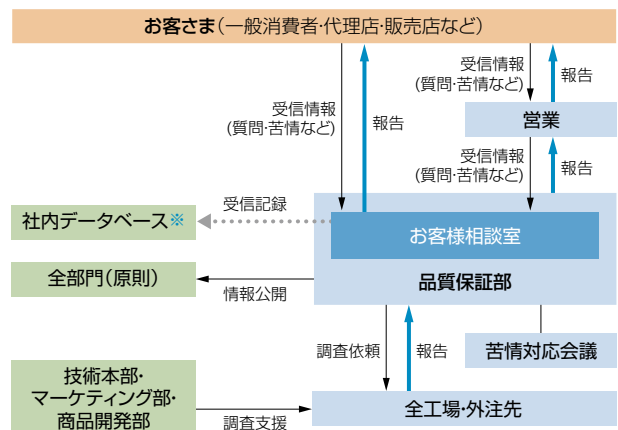 お客さま(一般消費者・代理店・販売店など)
受信情報
(質問・苦情など)
報告
受信情報
(質問・苦情など)
報告
営業
受信情報
(質問・苦情など)
報告
社内データベース※
受信記録
お客様相談室
品質保証部
全部門(原則)
情報公開
調査依頼
報告
苦情対応会議
技術本部・
マーケティング部・
商品開発部
調査支援
全工場・外注先